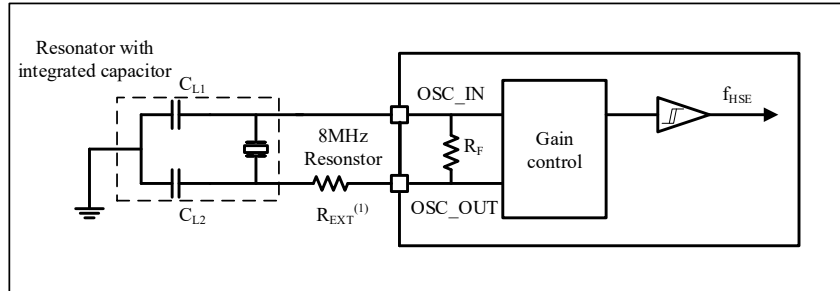 Resonator with
integrated capacitor
C_L1
OSC_IN
f_HSE
8MHz
Resonstor
R_F
Gain
control
C_L2
R_EXT^(1)
OSC_OUT